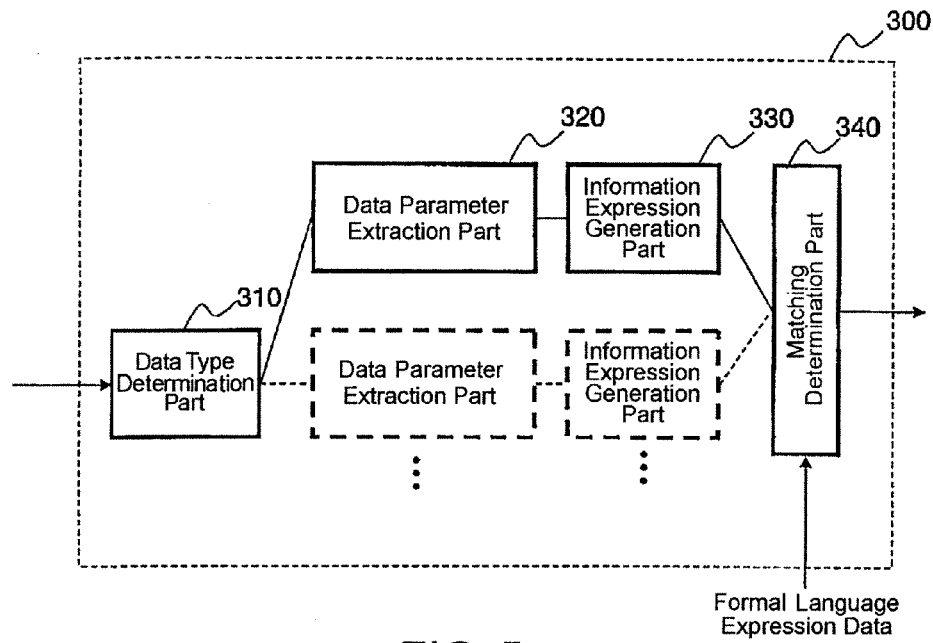 300
320
330
340
Data Parameter
Extraction Part
Information
Expression
Generation
Part
Matching
Determination Part
310
Data Type
Determination
Part
Data Parameter
Extraction Part
Information
Expression
Generation
Part
Formal Language
Expression Data